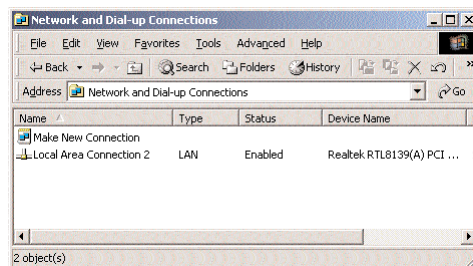 Network and Dial-up Connections
File Edit View Favorites Tools Advanced Help
Back Search Folders History »
Address Network and Dial-up Connections Go
Name Type Status Device Name
Make New Connection
Local Area Connection 2 LAN Enabled Realtek RTL8139(A) PCI ...
2 object(s)